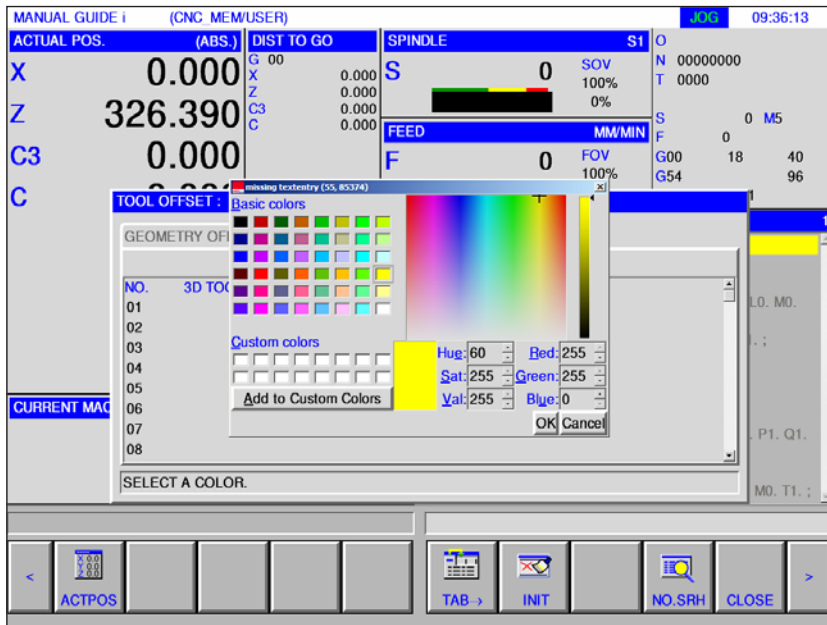 MANUAL GUIDE i (CNC_MEM/USER) JOG 09:36:13
ACTUAL POS. (ABS.) DIST TO GO SPINDLE S1 O
G 00 N 00000000
X 0.000 X 0.000 S 0 SOV T 0000
Z 0.000 100%
Z 326.390 C3 0.000 0%
C 0.000 S 0 M5
FEED MM/MIN F 0
C3 0.000 F 0 FOV G00 18 40
100% G54 96
C
missing textentry (55, 85374)
TOOL OFFSET : Basic colors
GEOMETRY OF
NO. 3D TOO
01 L0. M0.
02
03 Custom colors Hue: 60 Red: 255 . ;
04 Sat: 255 Green: 255
05 Add to Custom Colors Val: 255 Blue: 0
CURRENT MAC 06 OK Cancel
07 . P1. Q1.
08
SELECT A COLOR. M0. T1. ;
< ACTPOS TAB→ INIT NO.SRH CLOSE >